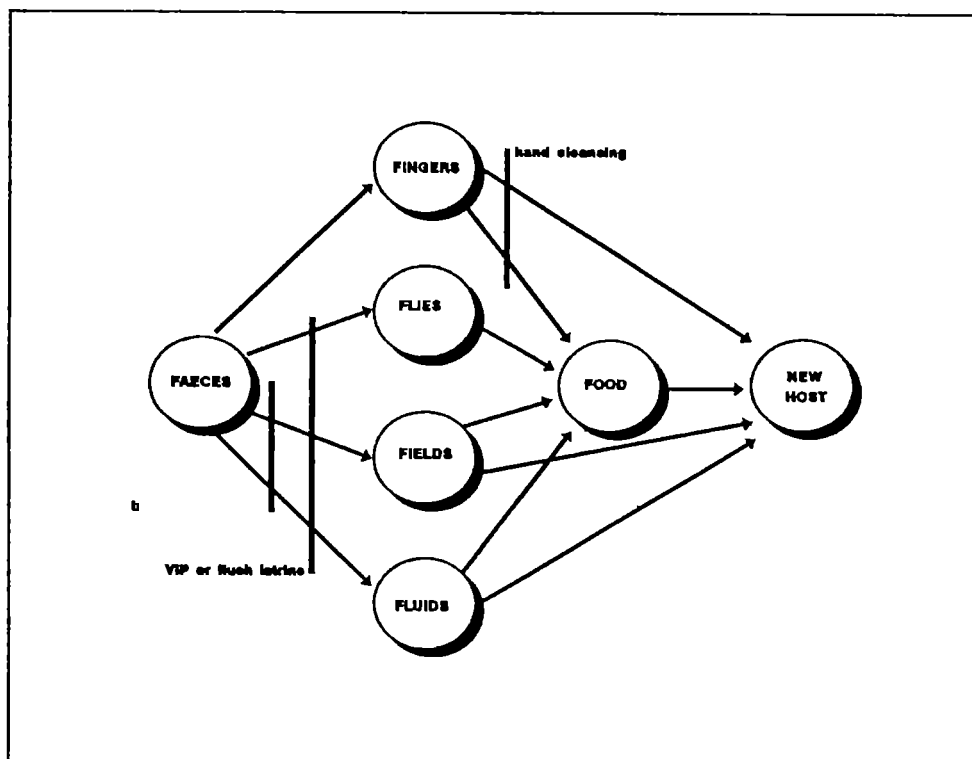 FINGERS
hand cleansing
FLIES
FAECES
FOOD
NEW
HOST
FIELDS
b
VIP or flush latrine
FLUIDS